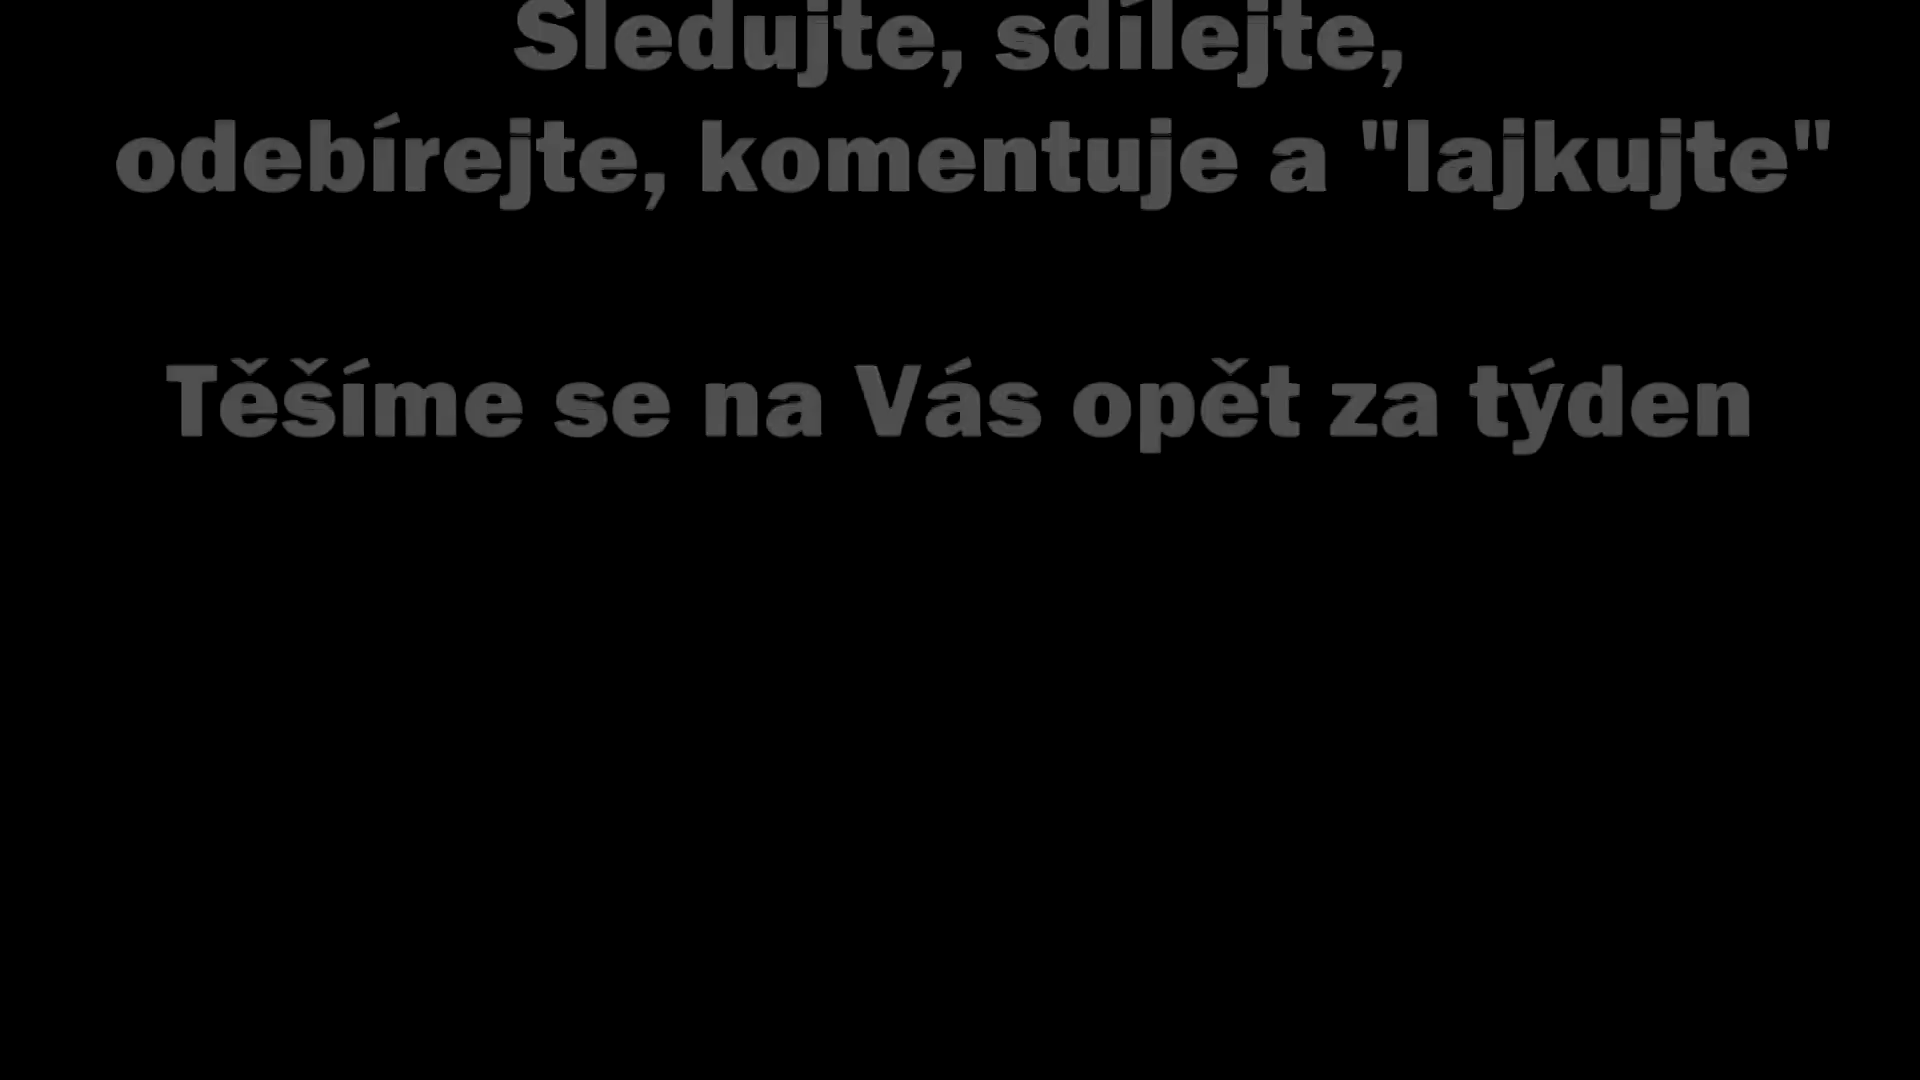 Sledujte, sdílejte,
odebírejte, komentuje a "lajkujte"
Těšíme se na Vás opět za týden